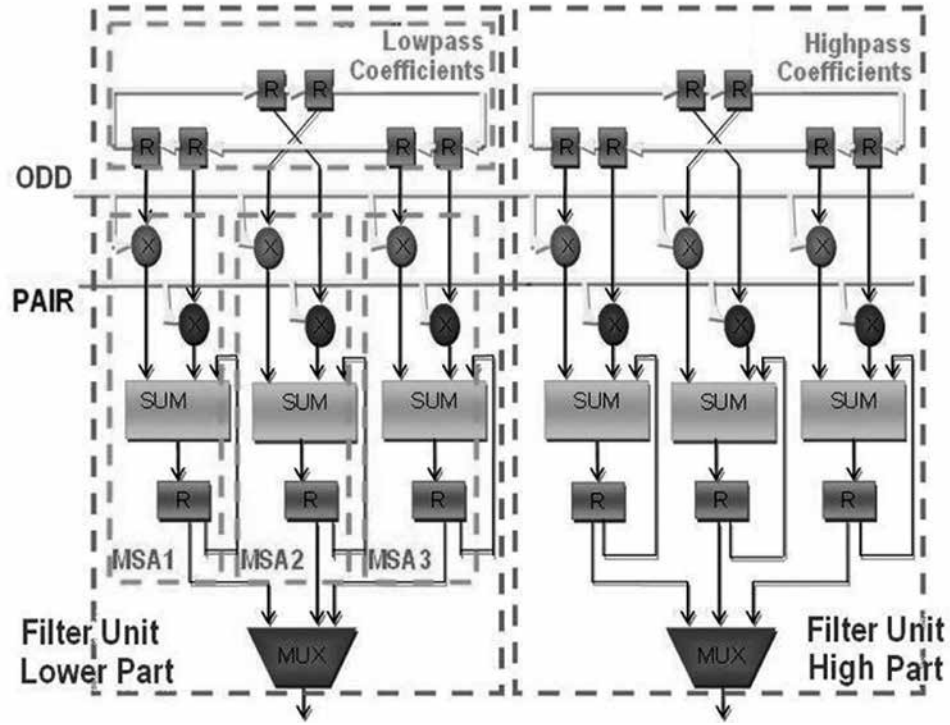 Lowpass
Coefficients
Highpass
Coefficients
R R
R R
R R R R
R R R R
ODD
X X X
X X X
PAIR
X X X
X X X
SUM SUM SUM
SUM SUM SUM
R R R
R R R
MSA1 MSA2 MSA3
Filter Unit
Lower Part
MUX
MUX
Filter Unit
High Part